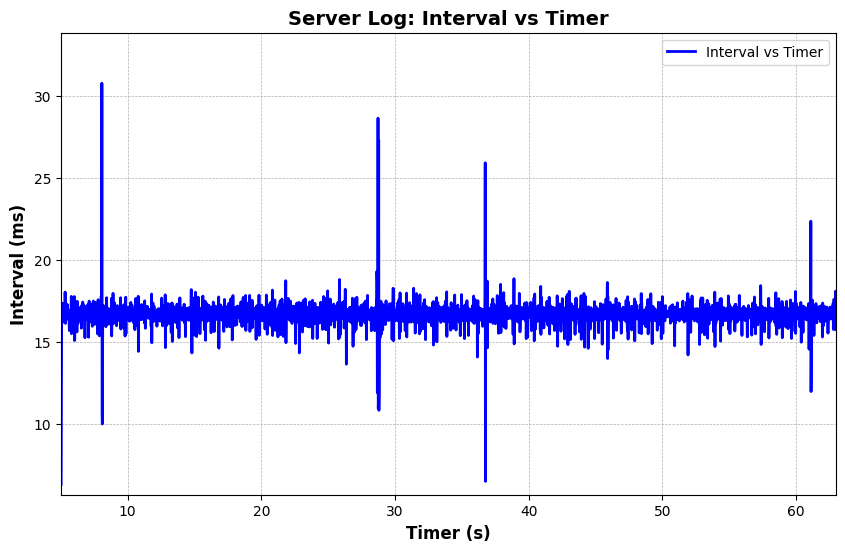 Server Log: Interval vs Timer
Interval vs Timer
30
25
20
15
10
Interval (ms)
10 20 30 40 50 60
Timer (s)